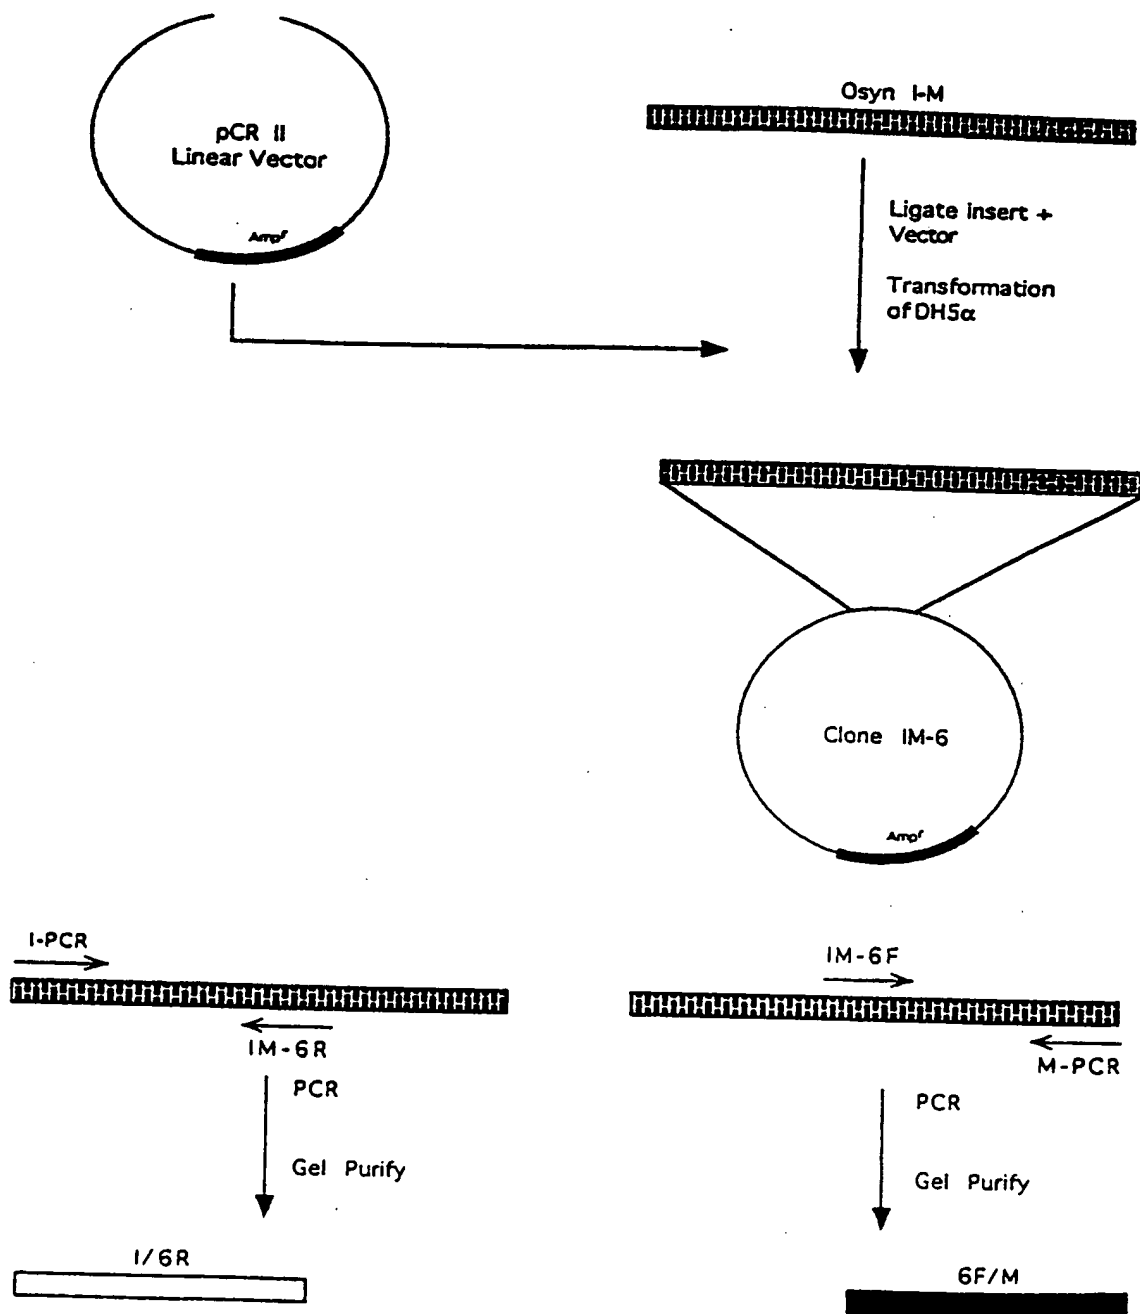 pCR II
Linear Vector
Ampr
Osyn I-M
Ligate insert +
Vector
Transformation
of DH5α
Clone IM-6
Ampr
I-PCR
IM-6R
PCR
Gel Purify
I/6R
IM-6F
M-PCR
PCR
Gel Purify
6F/M